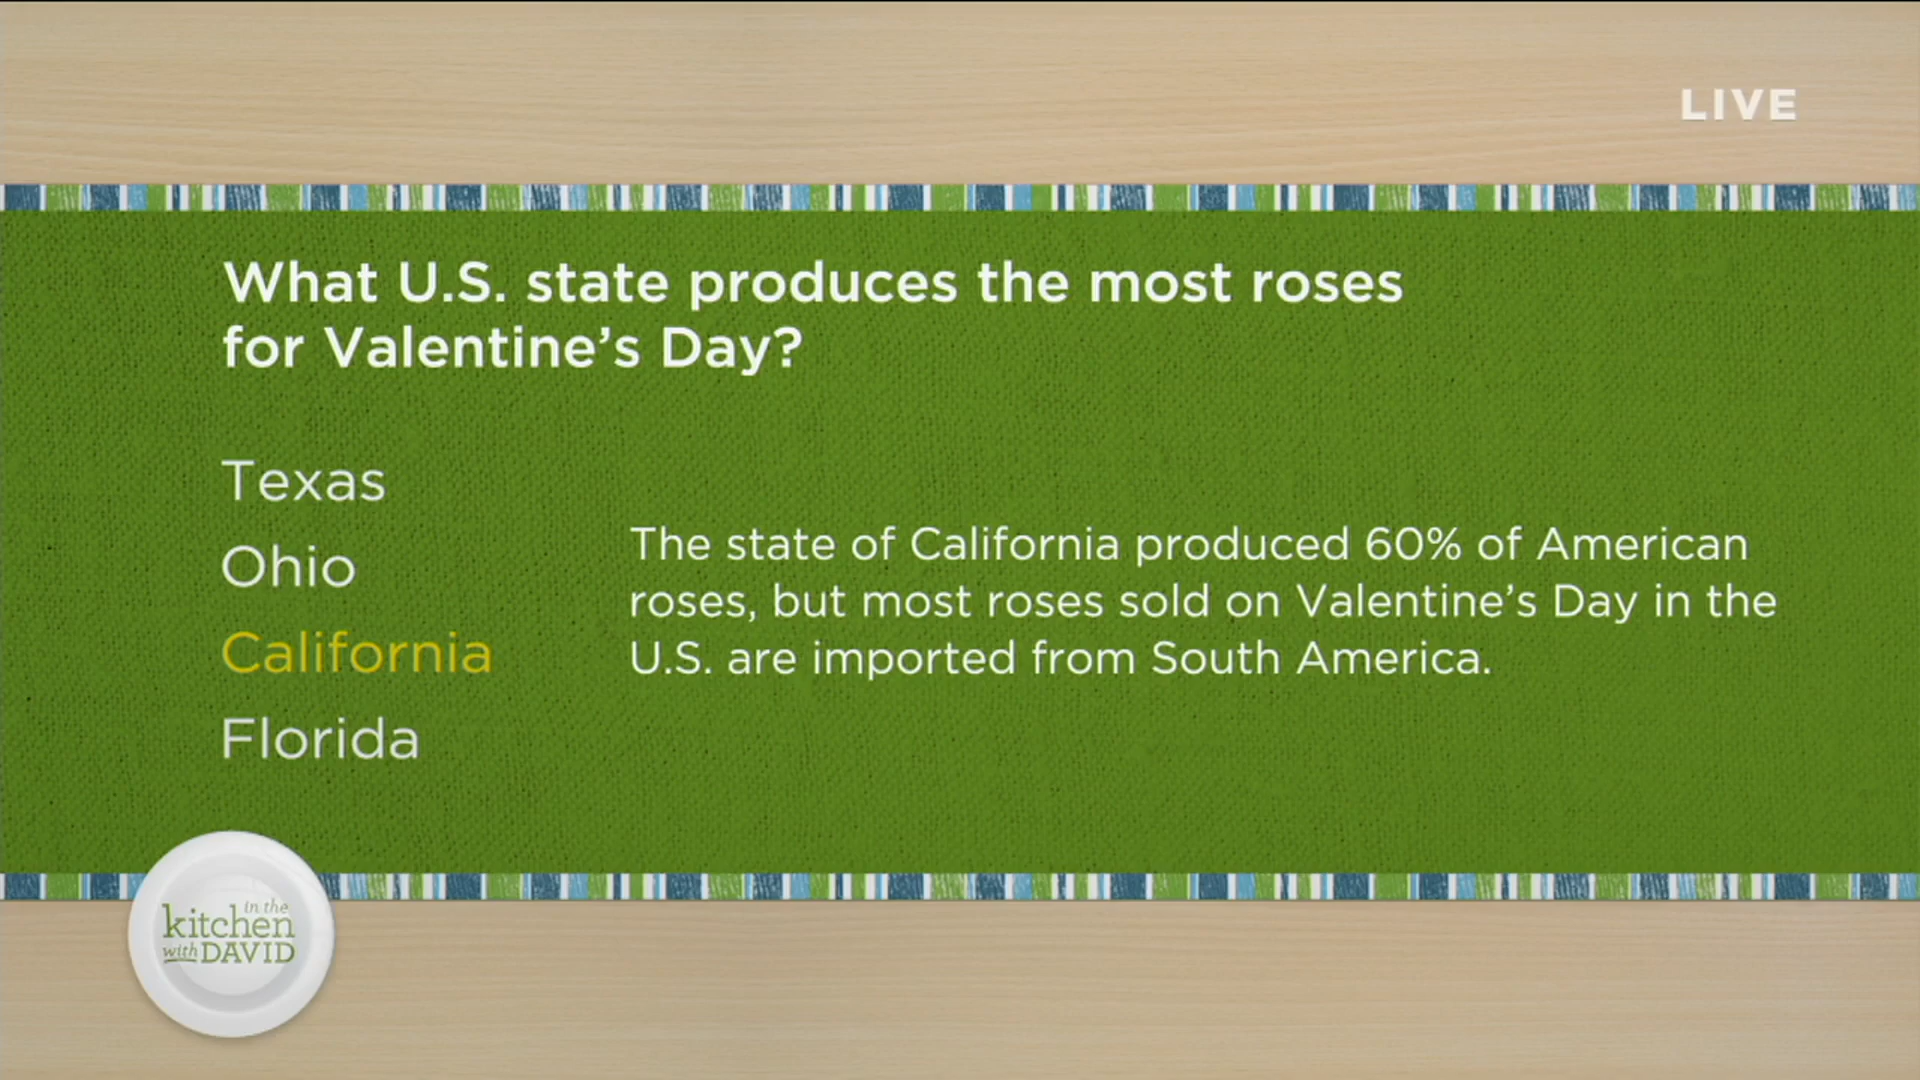 LIVE
What U.S. state produces the most roses
for Valentine’s Day?
Texas
Ohio
California
Florida
The state of California produced 60% of American
roses, but most roses sold on Valentine’s Day in the
U.S. are imported from South America.
in the
kitchen
with DAVID